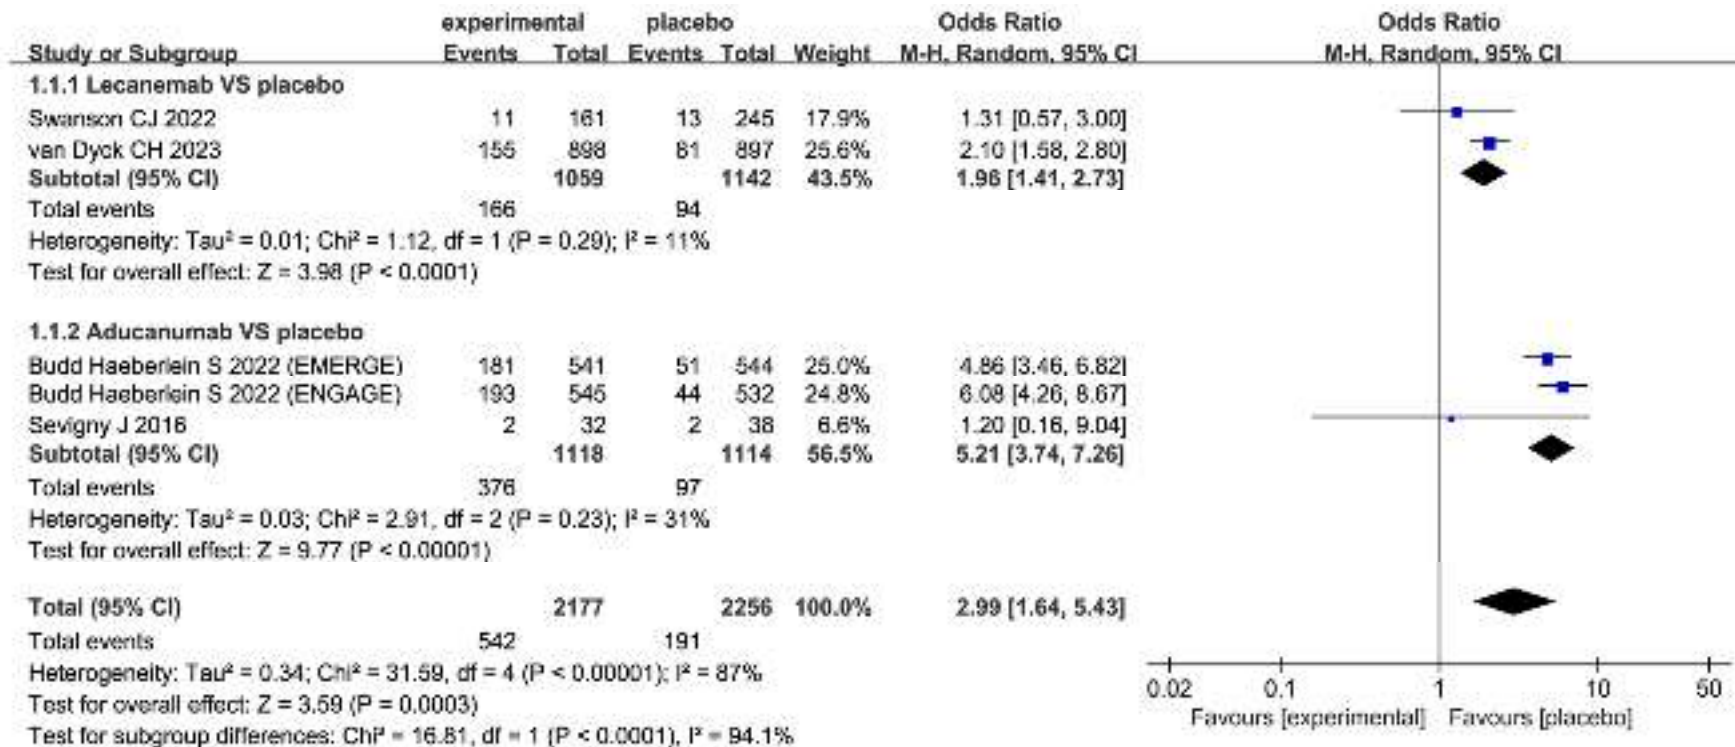 experimental placebo Odds Ratio Odds Ratio
Study or Subgroup Events Total Events Total Weight M-H, Random, 95% CI M-H, Random, 95% CI
1.1.1 Lecanemab VS placebo
Swanson CJ 2022 11 161 13 245 17.9% 1.31 [0.57, 3.00]
van Dyck CH 2023 155 898 81 897 25.6% 2.10 [1.58, 2.80]
Subtotal (95% CI) 1059 1142 43.5% 1.96 [1.41, 2.73]
Total events 166 94
Heterogeneity: Tau² = 0.01; Chi² = 1.12, df = 1 (P = 0.29); I² = 11%
Test for overall effect: Z = 3.98 (P < 0.0001)
1.1.2 Aducanumab VS placebo
Budd Haeberlein S 2022 (EMERGE) 181 541 51 544 25.0% 4.86 [3.46, 6.82]
Budd Haeberlein S 2022 (ENGAGE) 193 545 44 532 24.8% 6.08 [4.26, 8.67]
Sevigny J 2016 2 32 2 38 6.6% 1.20 [0.16, 9.04]
Subtotal (95% CI) 1118 1114 56.5% 5.21 [3.74, 7.26]
Total events 376 97
Heterogeneity: Tau² = 0.03; Chi² = 2.91, df = 2 (P = 0.23); I² = 31%
Test for overall effect: Z = 9.77 (P < 0.00001)
Total (95% CI) 2177 2256 100.0% 2.99 [1.64, 5.43]
Total events 542 191
Heterogeneity: Tau² = 0.34; Chi² = 31.59, df = 4 (P < 0.00001); I² = 87%
Test for overall effect: Z = 3.59 (P = 0.0003)
Test for subgroup differences: Chi² = 16.81, df = 1 (P < 0.0001), I² = 94.1%
0.02 0.1 1 10 50
Favours [experimental] Favours [placebo]